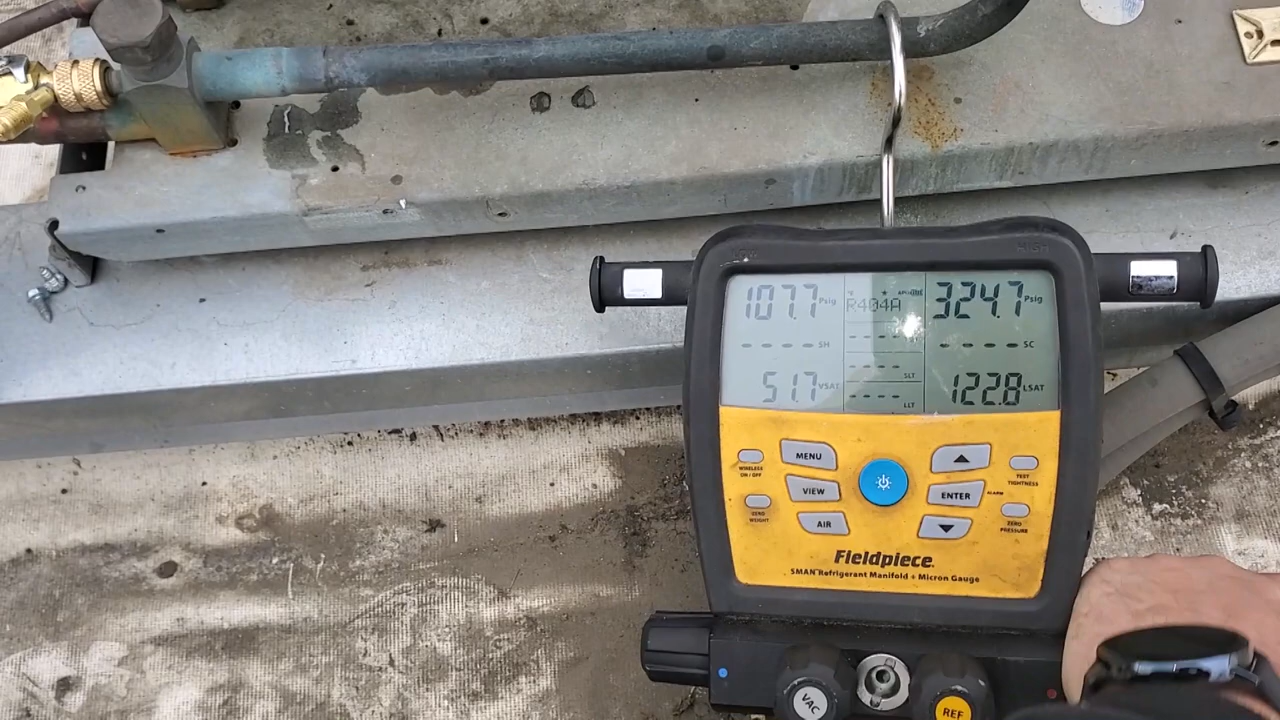 HIGH
107.7 Psig
R404A
324.7 Psig
- - - - SH
- - - -
- - - - SC
- - - - SLT
51.7 VSAT
- - - - LLT
122.8 LSAT
WIRELESS
ON / OFF
MENU
▲
TEST
TIGHTNESS
VIEW
ENTER
ALARM
ZERO
WEIGHT
AIR
▼
ZERO
PRESSURE
Fieldpiece
SMAN Refrigerant Manifold + Micron Gauge
VAC
REF